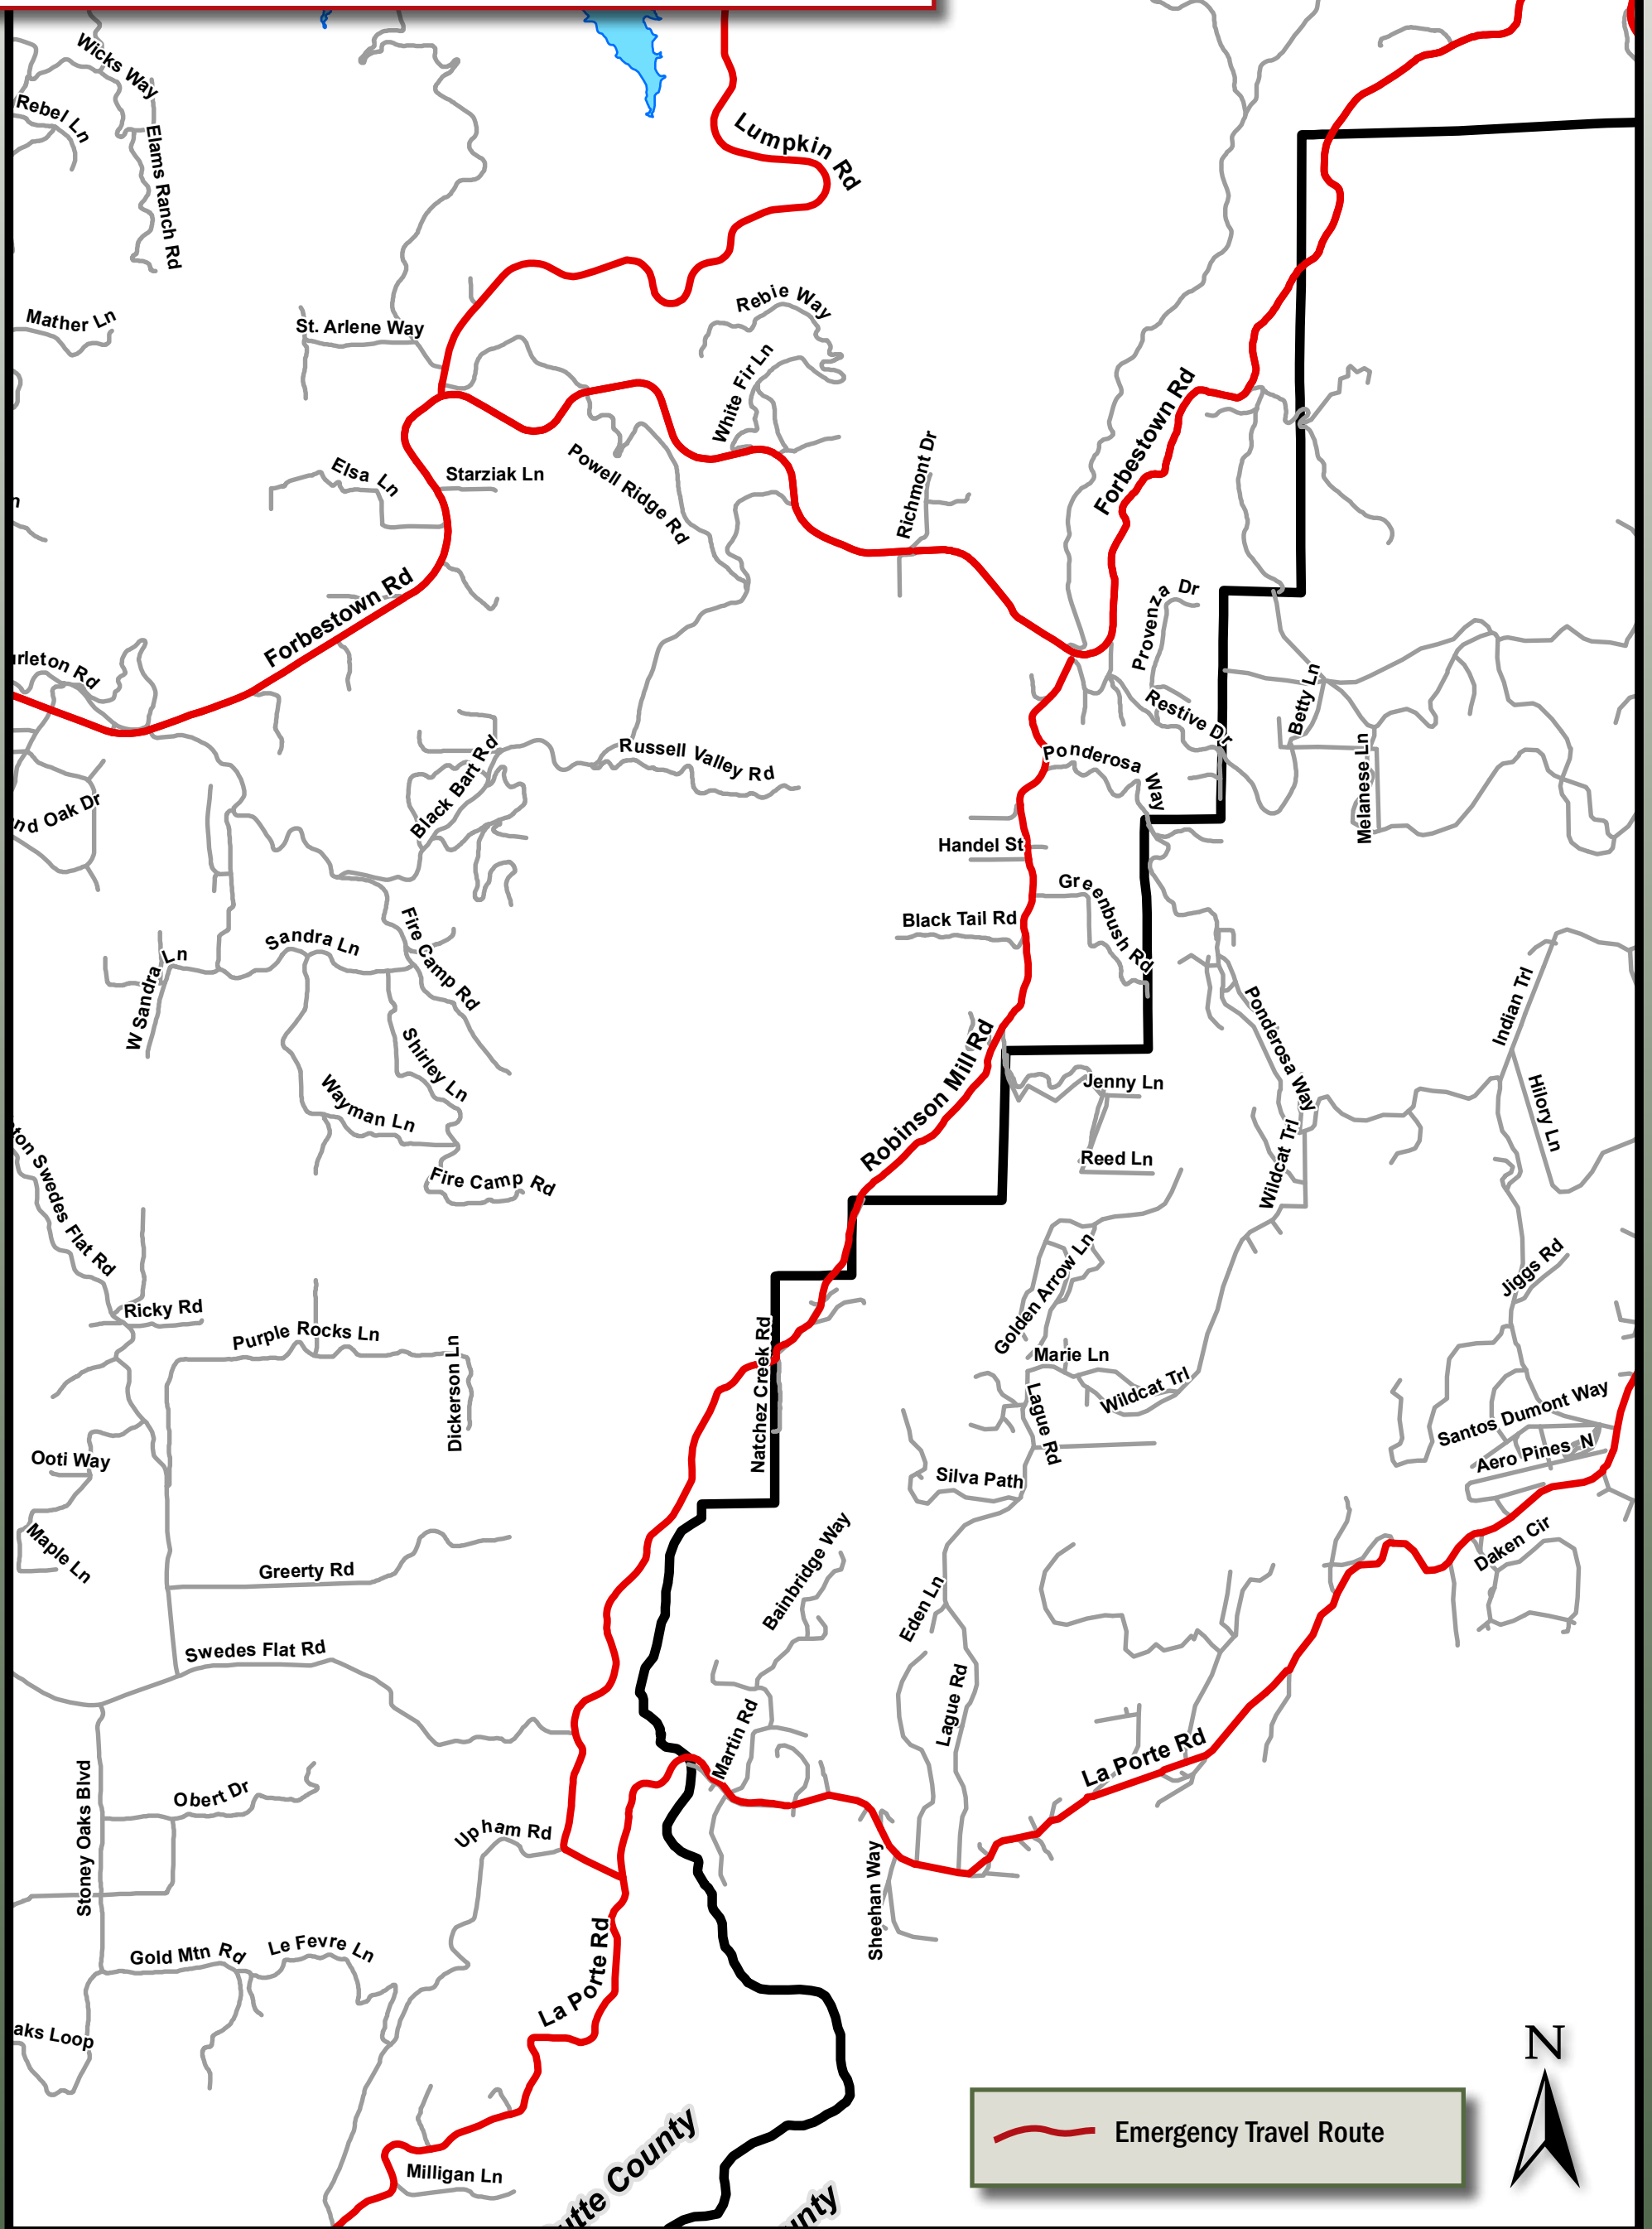 Wicks Way
Rebel Ln
Elams Ranch Rd
Lumpkin Rd
Mather Ln
St. Arlene Way
Rebie Way
White Fir Ln
Forbestown Rd
Elsa Ln
Starziak Ln
Powell Ridge Rd
Richmont Dr
Forbestown Rd
Provenza Dr
Restive Dr
Betty Ln
Melanese Ln
Black Bart Rd
Russell Valley Rd
Ponderosa Way
Handel St
Greenbush Rd
Black Tail Rd
Oak Dr
Sandra Ln
W Sandra Ln
Fire Camp Rd
Shirley Ln
Wayman Ln
Fire Camp Rd
Robinson Mill Rd
Jenny Ln
Reed Ln
Ponderosa Way
Wildcat Trl
Indian Trl
Hilory Ln
Swedes Flat Rd
Ricky Rd
Purple Rocks Ln
Dickerson Ln
Natchez Creek Rd
Golden Arrow Ln
Marie Ln
Wildcat Trl
Lague Rd
Silva Path
Jiggs Rd
Santos Dumont Way
Aero Pines N
Daken Cir
Ooti Way
Maple Ln
Greerty Rd
Swedes Flat Rd
Bainbridge Way
Eden Ln
Lague Rd
Martin Rd
La Porte Rd
Stoney Oaks Blvd
Obert Dr
Upham Rd
Sheehan Way
Gold Mtn Rd
Le Fevre Ln
La Porte Rd
Loop
Milligan Ln
County
N
Emergency Travel Route